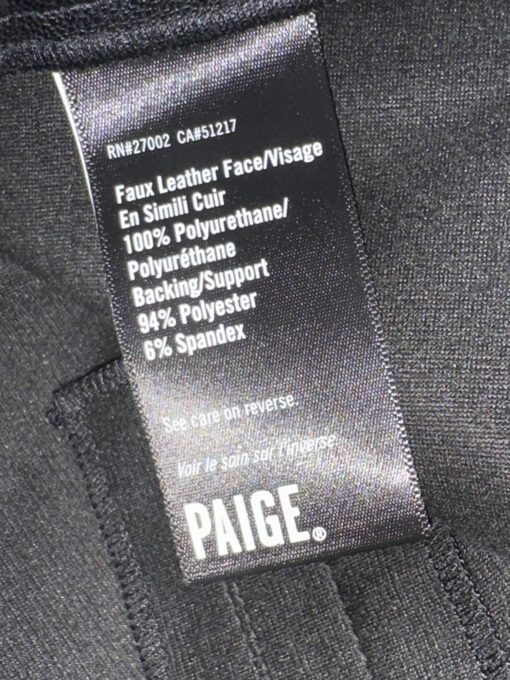 RN#27002 CA#51217
Faux Leather Face/Visage
En Simili Cuir
100% Polyurethane/
Polyuréthane
Backing/Support
94% Polyester
6% Spandex
See care on reverse.
Voir le soin sur l'inverse.
PAIGE®